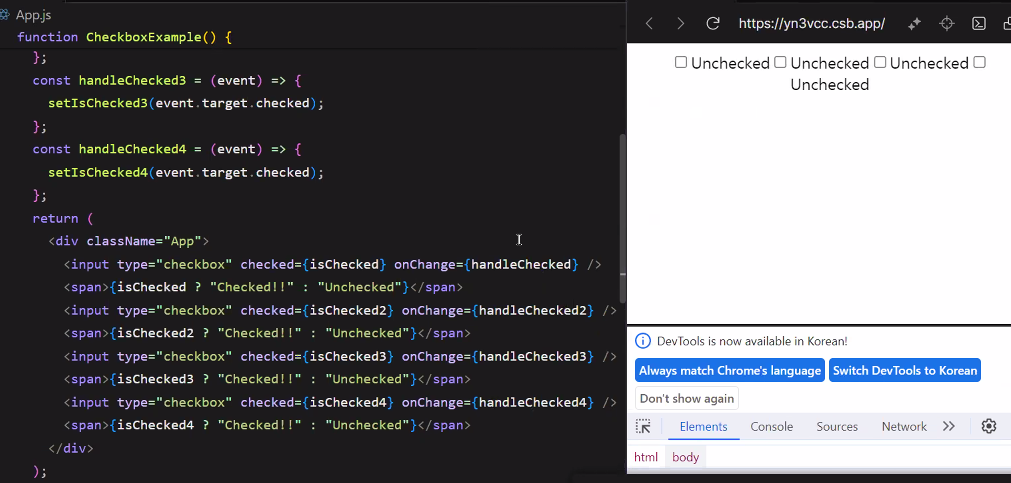 App.js
function CheckboxExample() {
};
const handleChecked3 = (event) => {
setIsChecked3(event.target.checked);
};
const handleChecked4 = (event) => {
setIsChecked4(event.target.checked);
};
return (
<div className="App">
<input type="checkbox" checked={isChecked} onChange={handleChecked} />
<span>{isChecked ? "Checked!!" : "Unchecked"}</span>
<input type="checkbox" checked={isChecked2} onChange={handleChecked2} />
<span>{isChecked2 ? "Checked!!" : "Unchecked"}</span>
<input type="checkbox" checked={isChecked3} onChange={handleChecked3} />
<span>{isChecked3 ? "Checked!!" : "Unchecked"}</span>
<input type="checkbox" checked={isChecked4} onChange={handleChecked4} />
<span>{isChecked4 ? "Checked!!" : "Unchecked"}</span>
</div>
);
https://yn3vcc.csb.app/
Unchecked Unchecked Unchecked
Unchecked
DevTools is now available in Korean!
Always match Chrome's language Switch DevTools to Korean
Don't show again
Elements Console Sources Network
html body